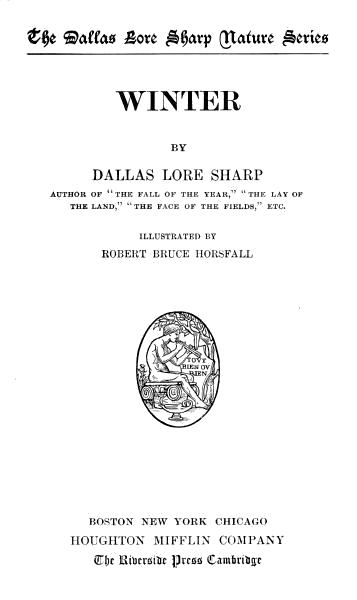 The Dallas Lore Sharp Nature Series
WINTER
BY
DALLAS LORE SHARP
AUTHOR OF "THE FALL OF THE YEAR," "THE LAY OF
THE LAND," "THE FACE OF THE FIELDS," ETC.
ILLUSTRATED BY
ROBERT BRUCE HORSFALL
TOVT
BIEN OV
RIEN
BOSTON NEW YORK CHICAGO
HOUGHTON MIFFLIN COMPANY
The Riverside Press Cambridge